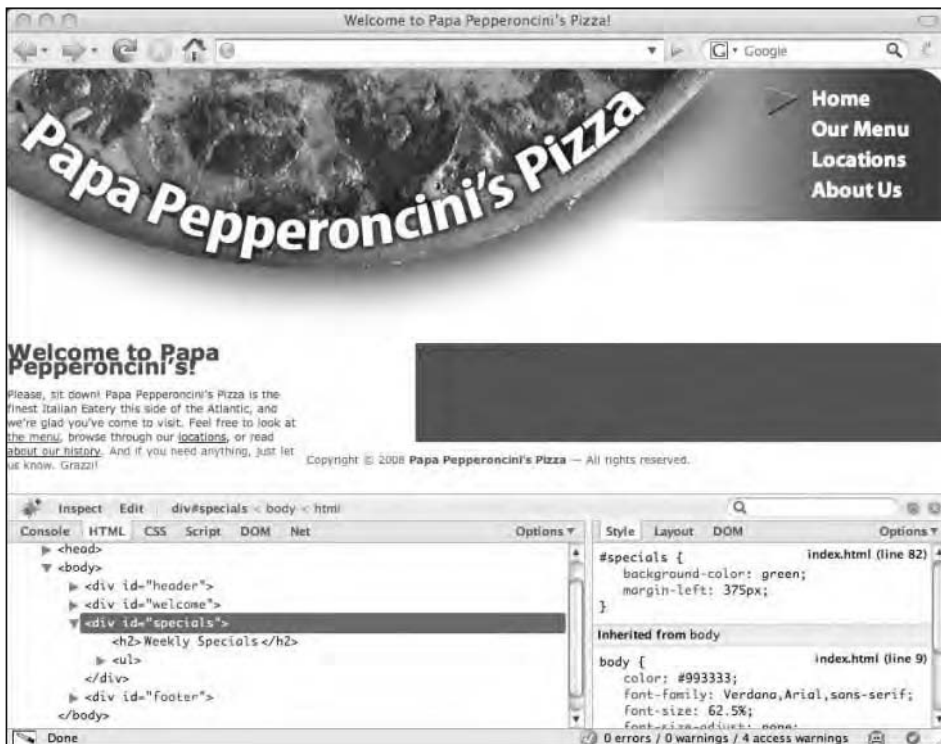 Welcome to Papa Pepperoncini's Pizza!
G Google
Papa Pepperoncini's Pizza
Home
Our Menu
Locations
About Us
Welcome to Papa
Pepperoncini's!
Please, sit down! Papa Pepperoncini's Pizza is the
finest Italian Eatery this side of the Atlantic, and
we're glad you've come to visit. Feel free to look at
the menu, browse through our locations, or read
about our history. And if you need anything, just let
us know. Grazzi!
Copyright © 2008 Papa Pepperoncini's Pizza — All rights reserved.
Inspect Edit div#specials < body < html
Console HTML CSS Script DOM Net Options
<head>
<body>
<div id="header">
<div id="welcome">
<div id="specials">
<h2>Weekly Specials</h2>
<ul>
</div>
<div id="footer">
</body>
Style Layout DOM Options
#specials { index.html (line 82)
background-color: green;
margin-left: 375px;
}
Inherited from body
body { index.html (line 9)
color: #993333;
font-family: Verdana,Arial,sans-serif;
font-size: 62.5%;
font-size-adjust: none;
Done
0 errors / 0 warnings / 4 access warnings